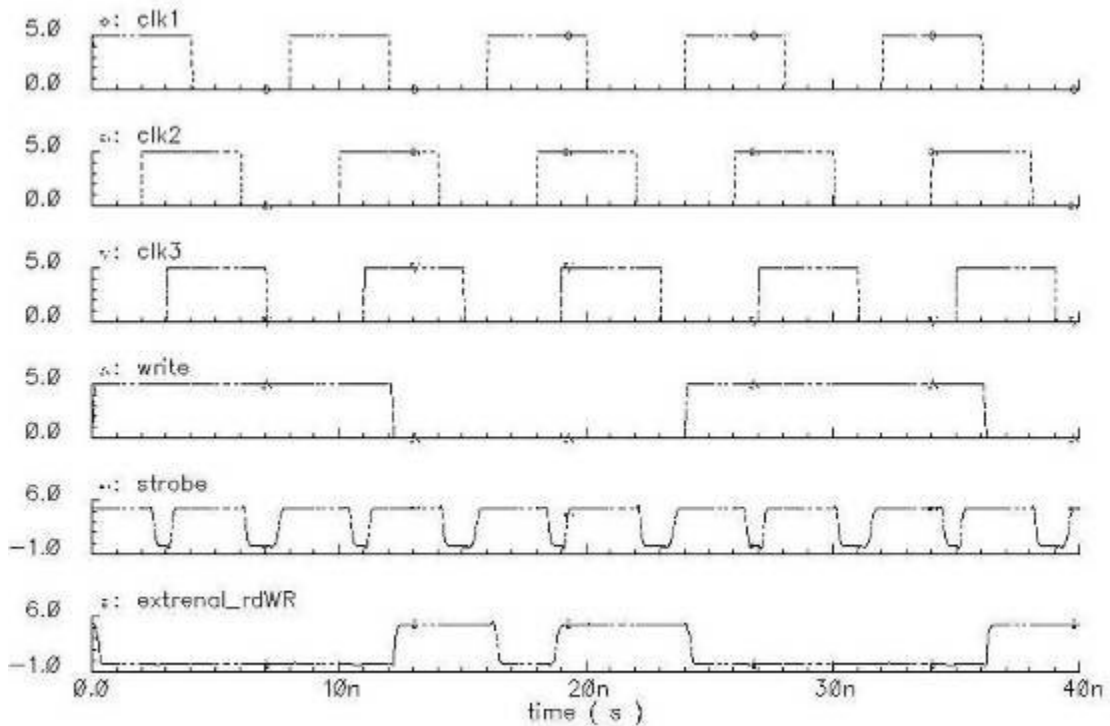 5.0 ◇: clk1
0.0
5.0 △: clk2
0.0
5.0 ▽: clk3
0.0
5.0 △: write
0.0
6.0 : strobe
−1.0
6.0 : extrenal_rdWR
−1.0
0.0 10n 20n 30n 40n
time ( s )